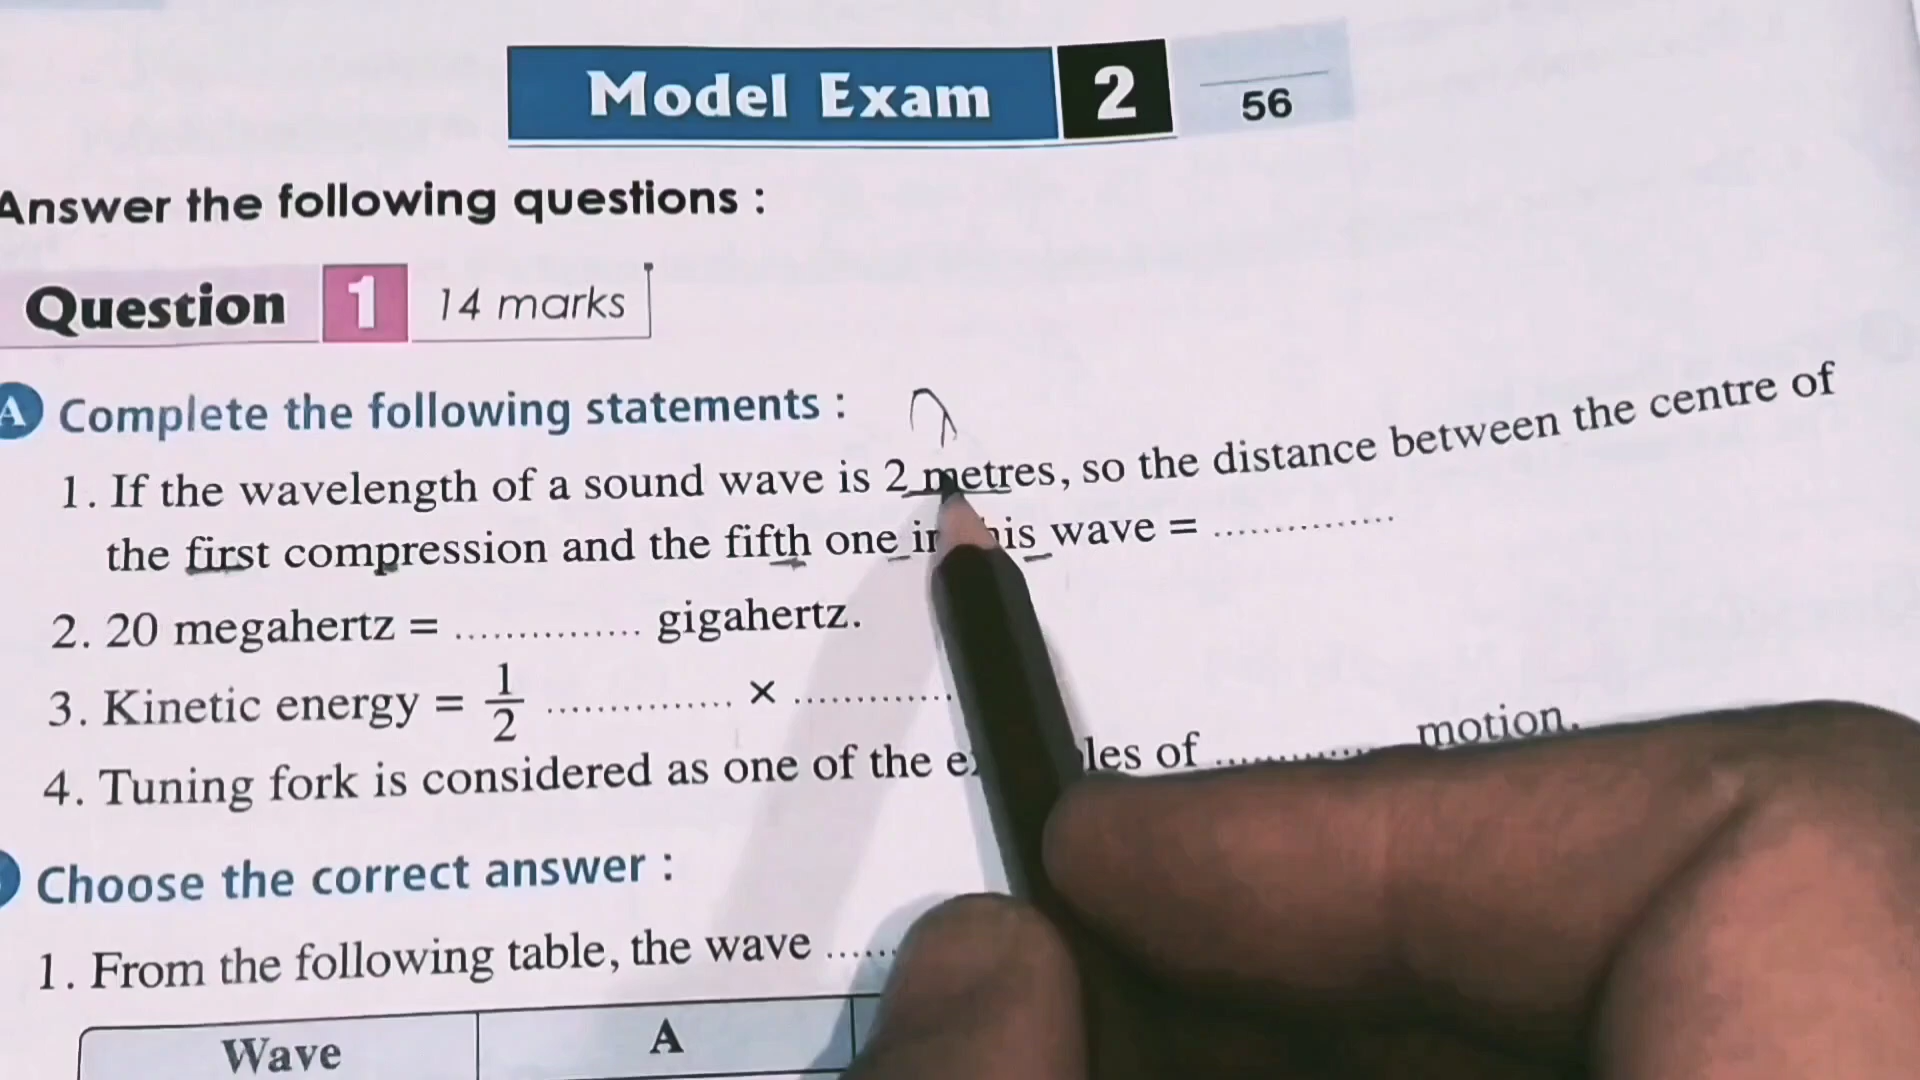 Model Exam 2
56
Answer the following questions :
Question 1 14 marks
A Complete the following statements :
1. If the wavelength of a sound wave is 2 metres, so the distance between the centre of
the first compression and the fifth one in this wave = ...............
2. 20 megahertz = ............... gigahertz.
3. Kinetic energy = 1/2 ............... × .............
4. Tuning fork is considered as one of the of ............. motion.
Choose the correct answer :
1. From the following table, the wave ......
Wave A